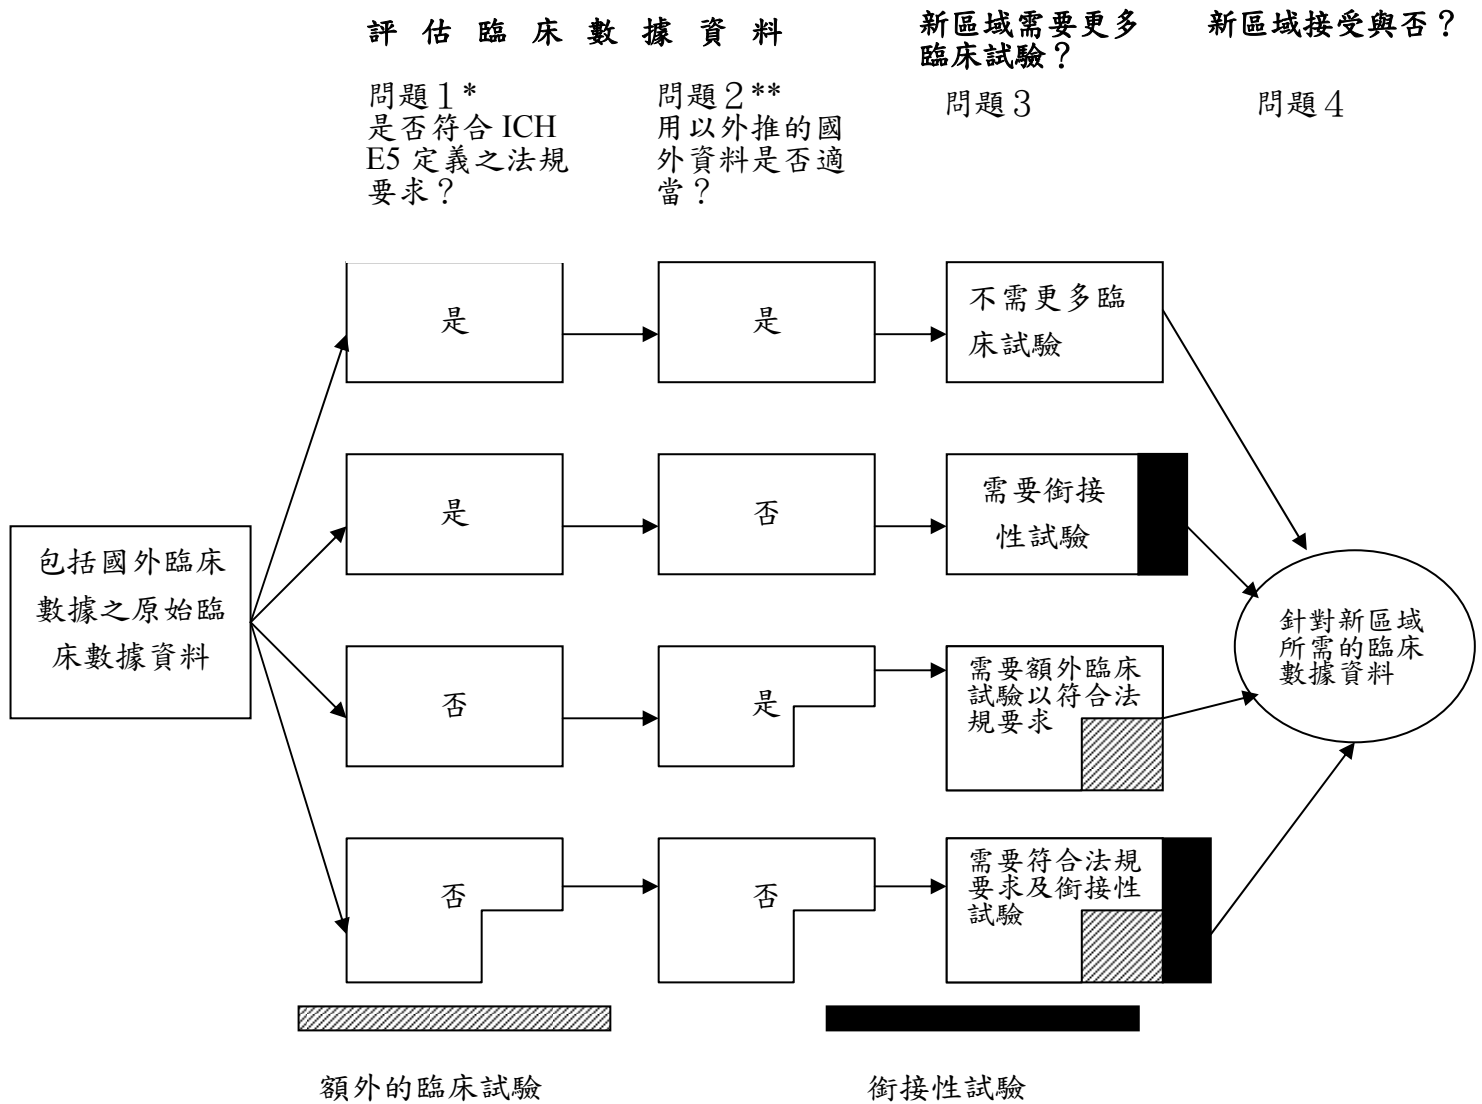 評估臨床數據資料
新區域需要更多
臨床試驗？
新區域接受與否？
問題１*
是否符合 ICH
E5 定義之法規
要求？
問題２**
用以外推的國
外資料是否適
當？
問題３
問題４
是
是
不需更多臨
床試驗
是
否
需要銜接
性試驗
包括國外臨床
數據之原始臨
床數據資料
否
是
需要額外臨床
試驗以符合法
規要求
針對新區域
所需的臨床
數據資料
否
否
需要符合法規
要求及銜接性
試驗
額外的臨床試驗
銜接性試驗